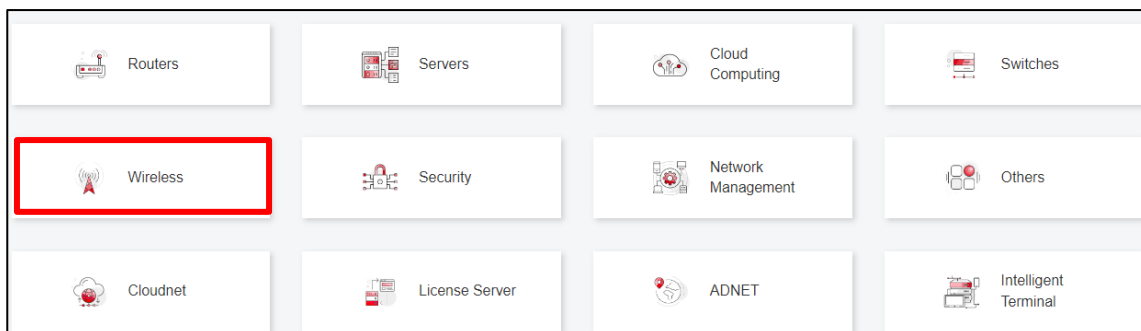 Routers
Servers
Cloud
Computing
Switches
Wireless
Security
Network
Management
Others
Cloudnet
License Server
ADNET
Intelligent
Terminal